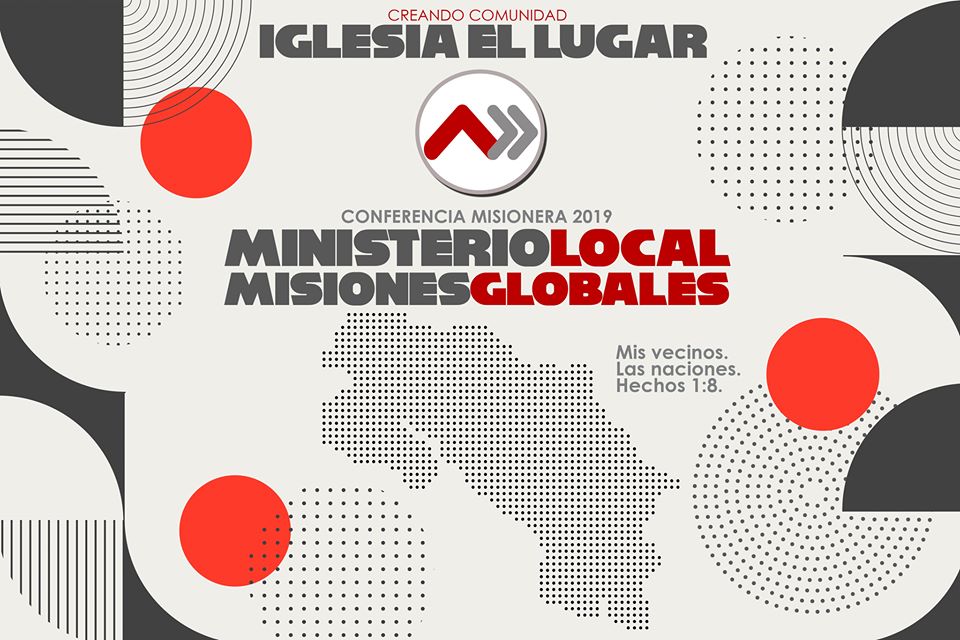 CREANDO COMUNIDAD
IGLESIA EL LUGAR
CONFERENCIA MISIONERA 2019
MINISTERIOLOCAL
MISIONESGLOBALES
Mis vecinos.
Las naciones.
Hechos 1:8.